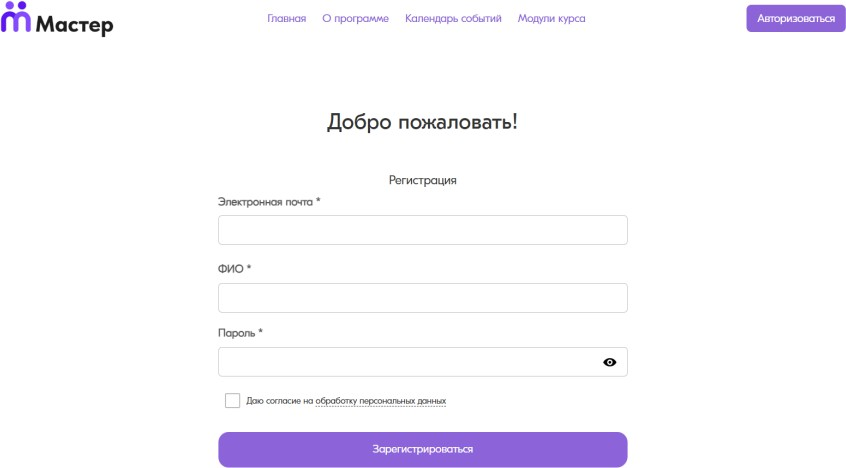 Мастер
Главная О программе Календарь событий Модули курса
Авторизоваться
Добро пожаловать!
Регистрация
Электронная почта *
ФИО *
Пароль *
Даю согласие на обработку персональных данных
Зарегистрироваться